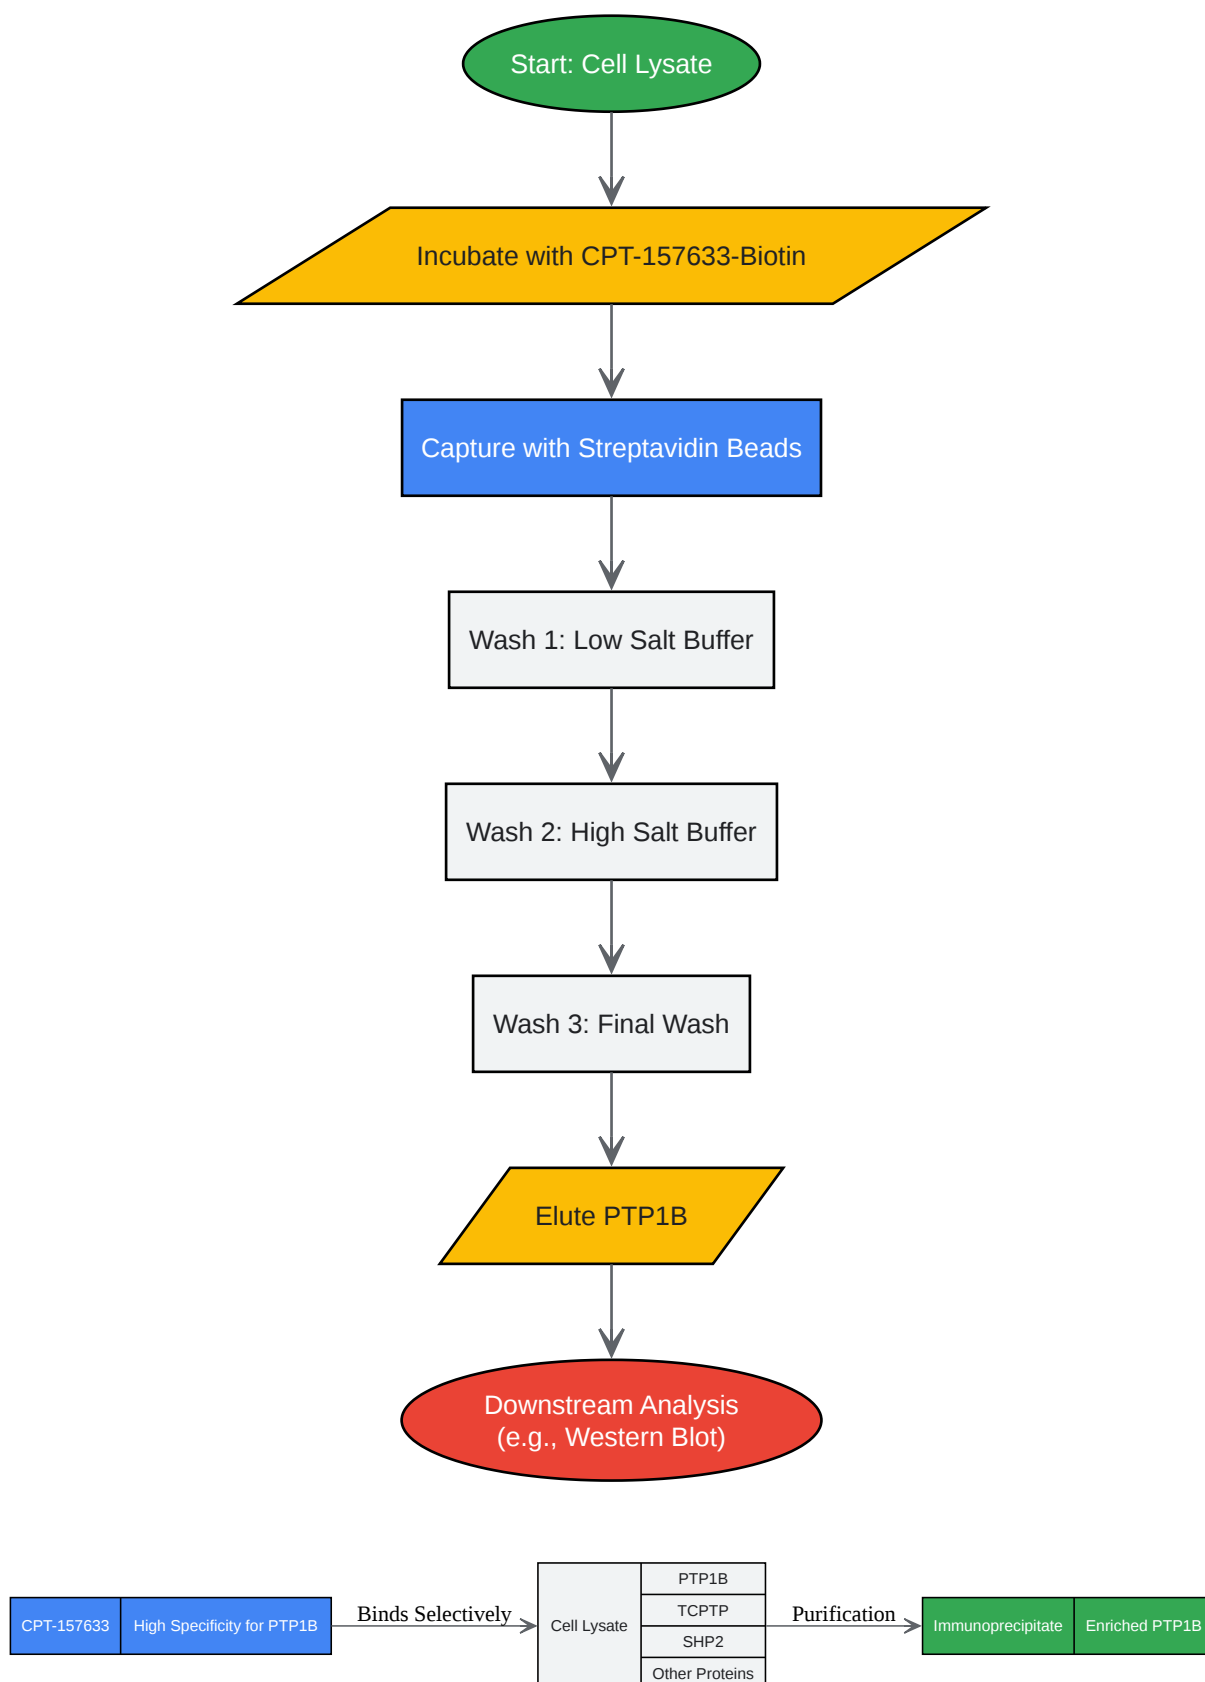 Start: Cell Lysate
Incubate with CPT-157633-Biotin
Capture with Streptavidin Beads
Wash 1: Low Salt Buffer
Wash 2: High Salt Buffer
Wash 3: Final Wash
Elute PTP1B
Downstream Analysis
(e.g., Western Blot)
CPT-157633
High Specificity for PTP1B
Binds Selectively
Cell Lysate
PTP1B
TCPTP
SHP2
Other Proteins
Purification
Immunoprecipitate
Enriched PTP1B